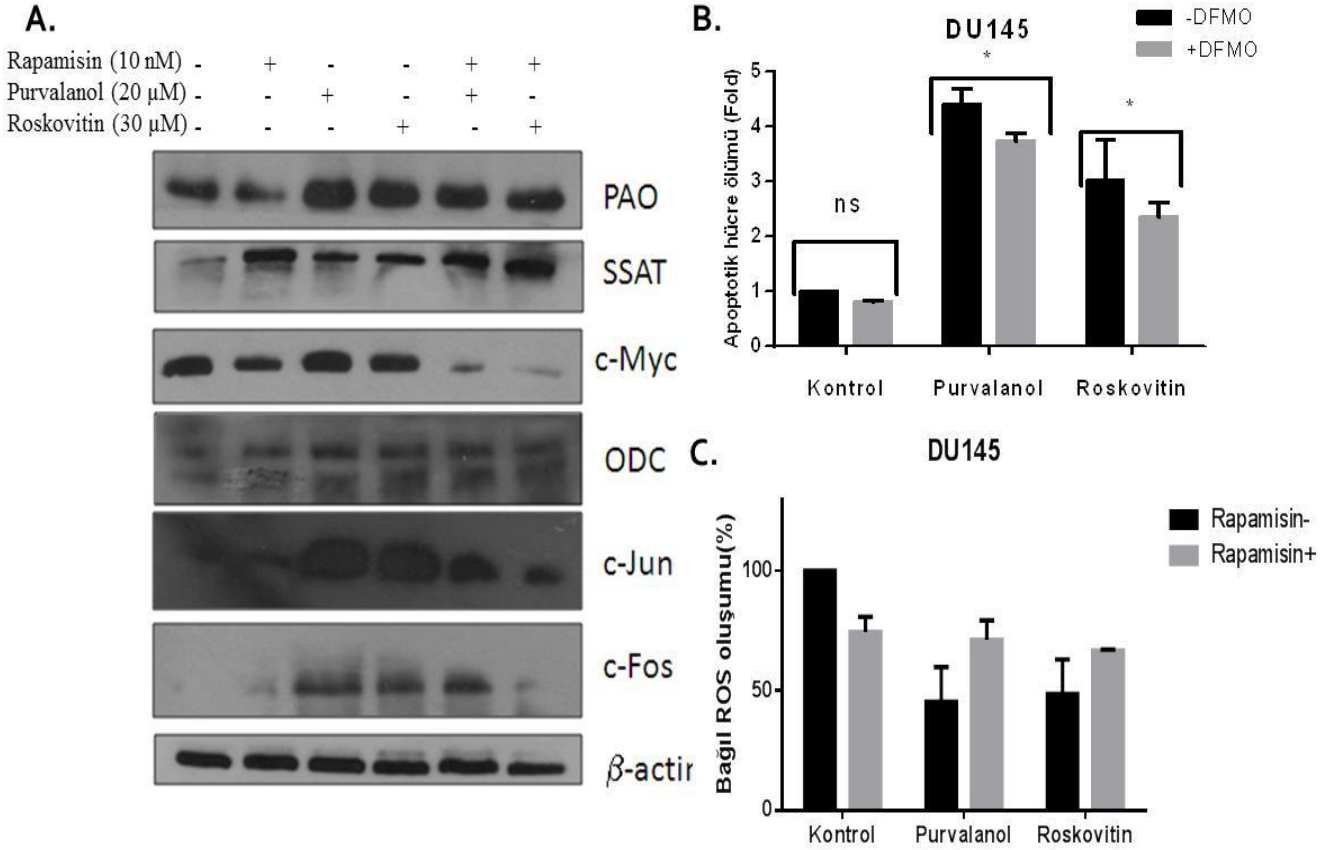 A.
Rapamisin (10 nM) - + - - + +
Purvalanol (20 µM) - - + - + -
Roskovitin (30 µM) - - - + - +
PAO
SSAT
c-Myc
ODC
c-Jun
c-Fos
β-actin
B.
DU145
-DFMO
+DFMO
Apoptotik hücre ölümü (Fold)
5
4
3
2
1
0
ns
*
*
Kontrol Purvalanol Roskovitin
C.
DU145
Rapamisin-
Rapamisin+
Bağıl ROS oluşumu(%)
100
50
0
Kontrol Purvalanol Roskovitin